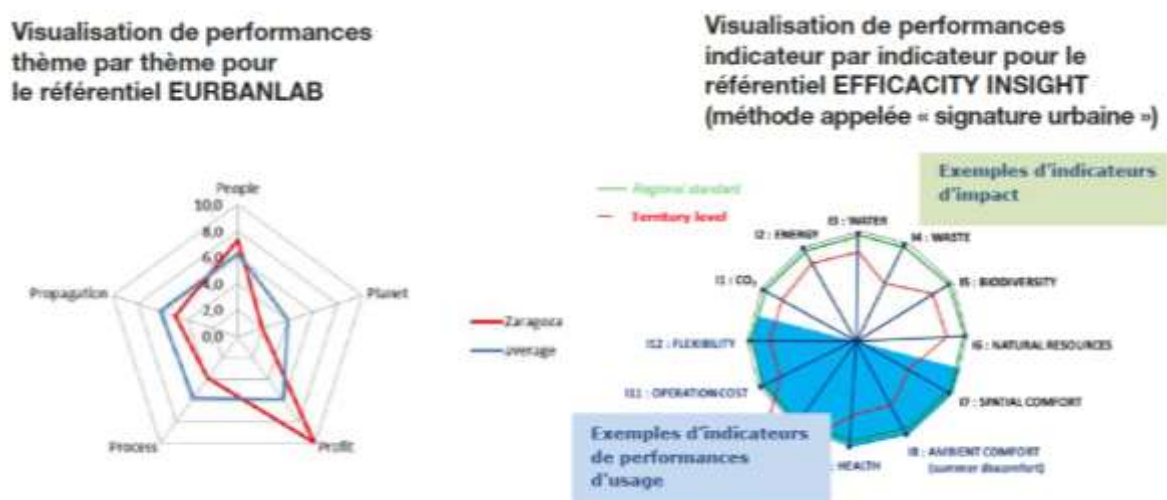 Visualisation de performances
thème par thème pour
le référentiel EURBANLAB
People
10,0
8,0
6,0
4,0
2,0
0,0
Propagation
Planet
Process
Profit
Zaragoza
average
Visualisation de performances
indicateur par indicateur pour le
référentiel EFFICACITY INSIGHT
(méthode appelée « signature urbaine »)
Exemples d'indicateurs
d'impact
Regional standard
Territory level
I3 : WATER
I2 : ENERGY
I4 : WASTE
I1 : CO₂
I5 : BIODIVERSITY
I12 : FLEXIBILITY
I6 : NATURAL RESOURCES
I11 : OPERATION COST
I7 : SPATIAL COMFORT
Exemples d'indicateurs
de performances
d'usage
: HEALTH
I8 : AMBIENT COMFORT
(summer discomfort)